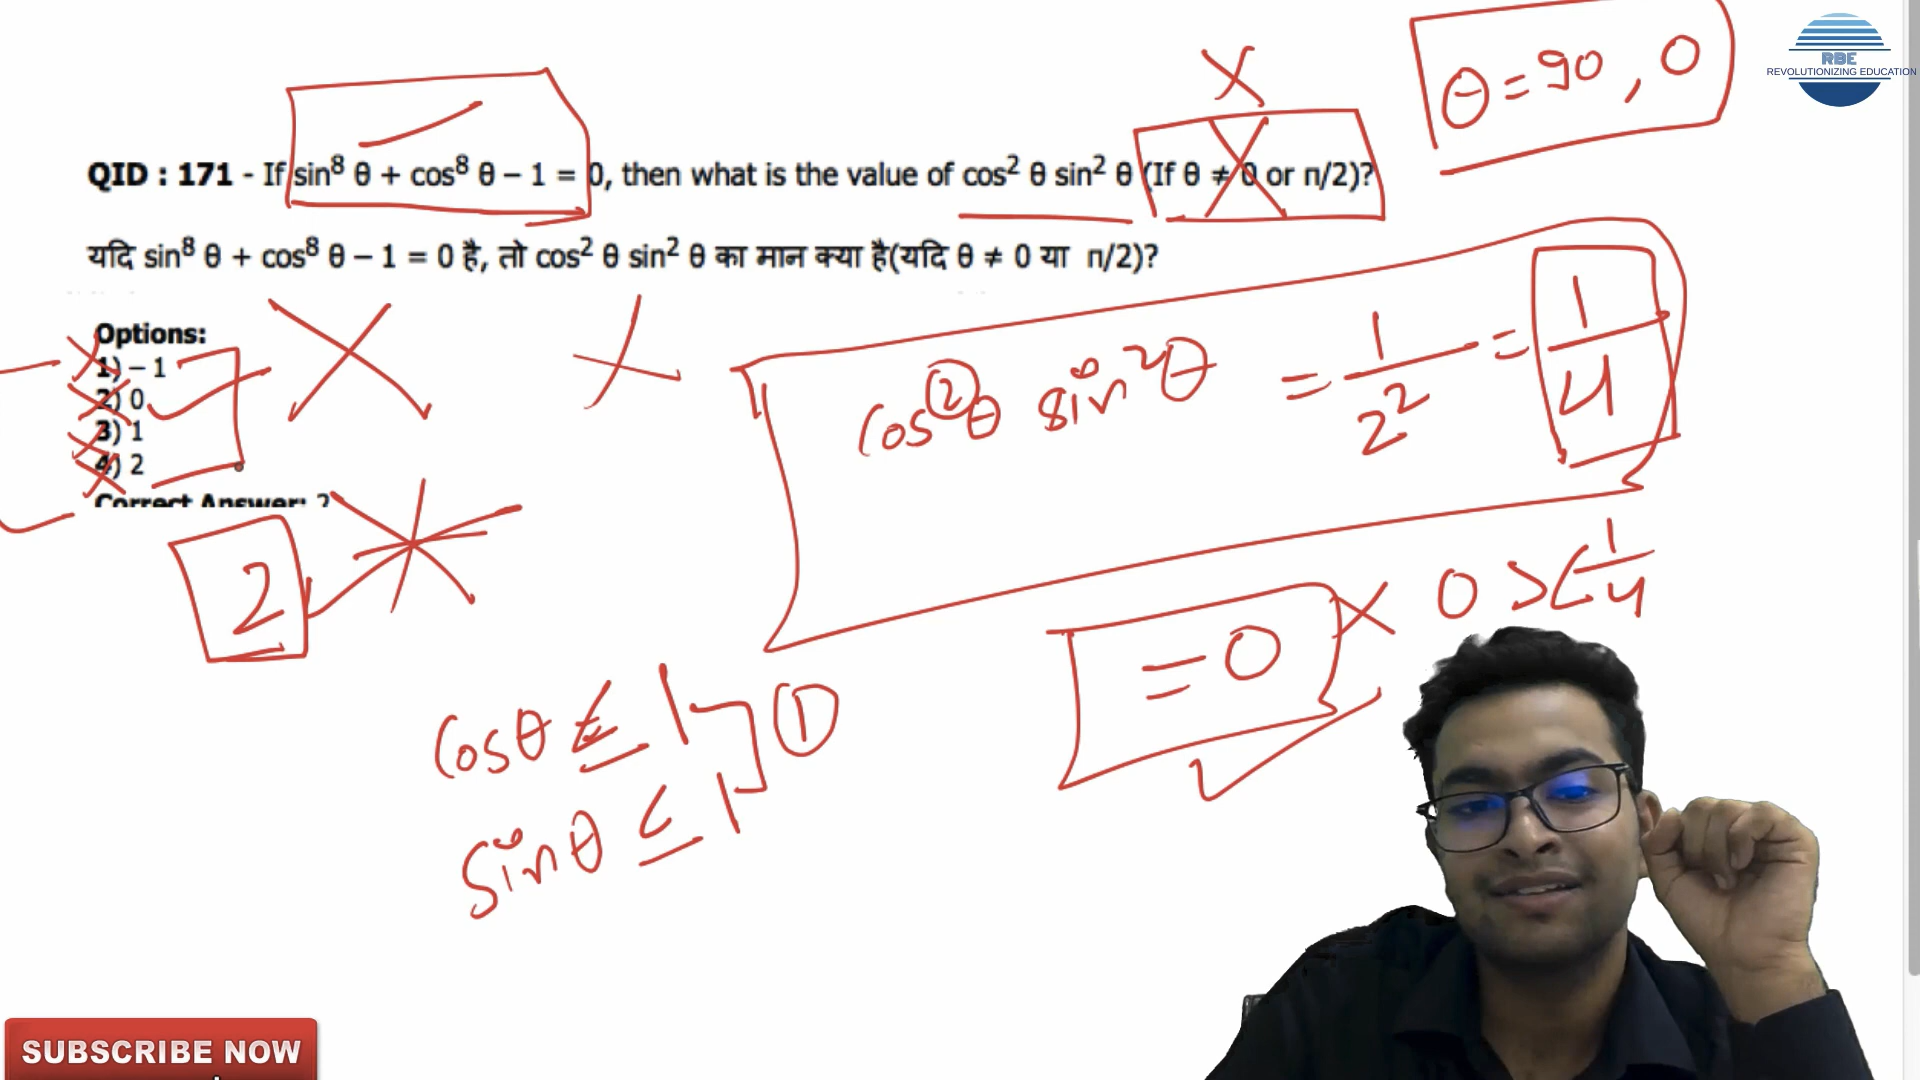 θ = 90, 0
RBE
REVOLUTIONIZING EDUCATION
QID : 171 - If sin⁸ θ + cos⁸ θ – 1 = 0, then what is the value of cos² θ sin² θ (If θ ≠ 0 or π/2)?
यदि sin⁸ θ + cos⁸ θ – 1 = 0 है, तो cos² θ sin² θ का मान क्या है(यदि θ ≠ 0 या π/2)?
Options:
1) – 1
2) 0
3) 1
4) 2
Correct Answer: 2
2
cos²θ sin²θ = 1/2² = 1/4
= 0
cosθ ≤ 1
sinθ ≤ 1
1
SUBSCRIBE NOW